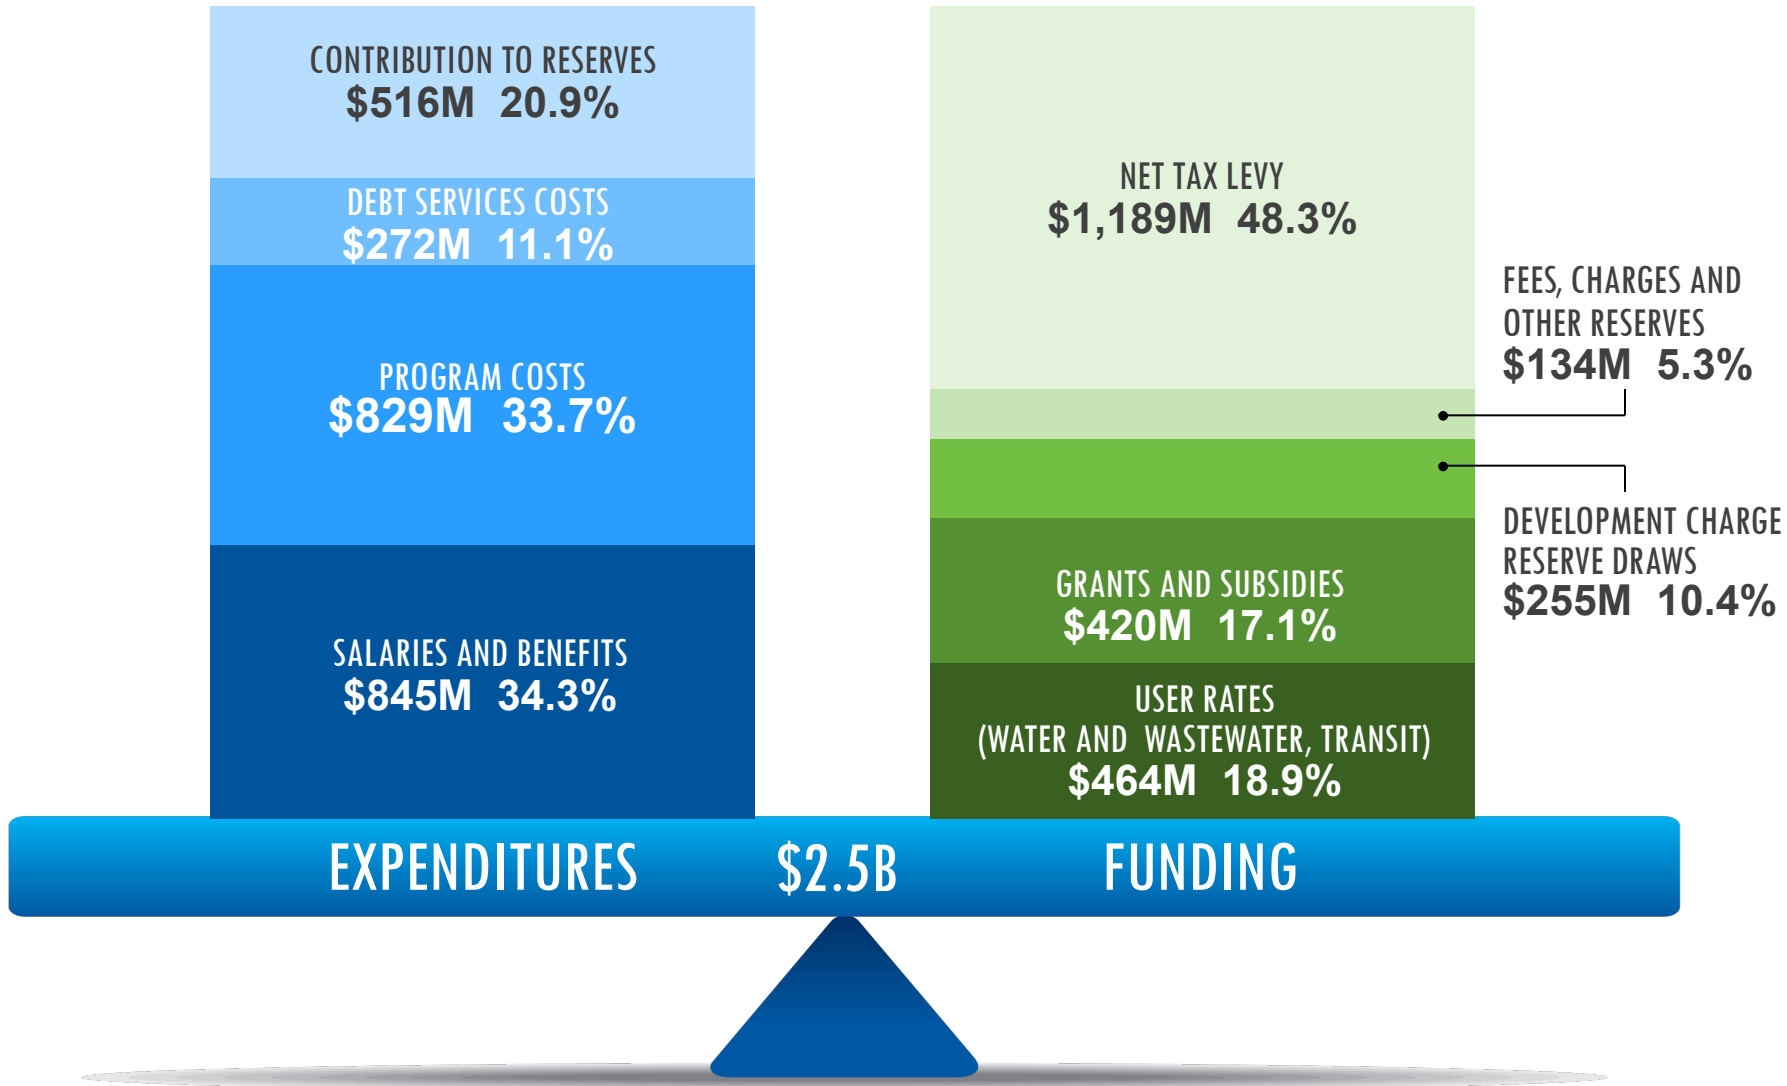 CONTRIBUTION TO RESERVES
$516M 20.9%
DEBT SERVICES COSTS
$272M 11.1%
PROGRAM COSTS
$829M 33.7%
SALARIES AND BENEFITS
$845M 34.3%
NET TAX LEVY
$1,189M 48.3%
FEES, CHARGES AND
OTHER RESERVES
$134M 5.3%
DEVELOPMENT CHARGE
RESERVE DRAWS
$255M 10.4%
GRANTS AND SUBSIDIES
$420M 17.1%
USER RATES
(WATER AND WASTEWATER, TRANSIT)
$464M 18.9%
EXPENDITURES $2.5B FUNDING